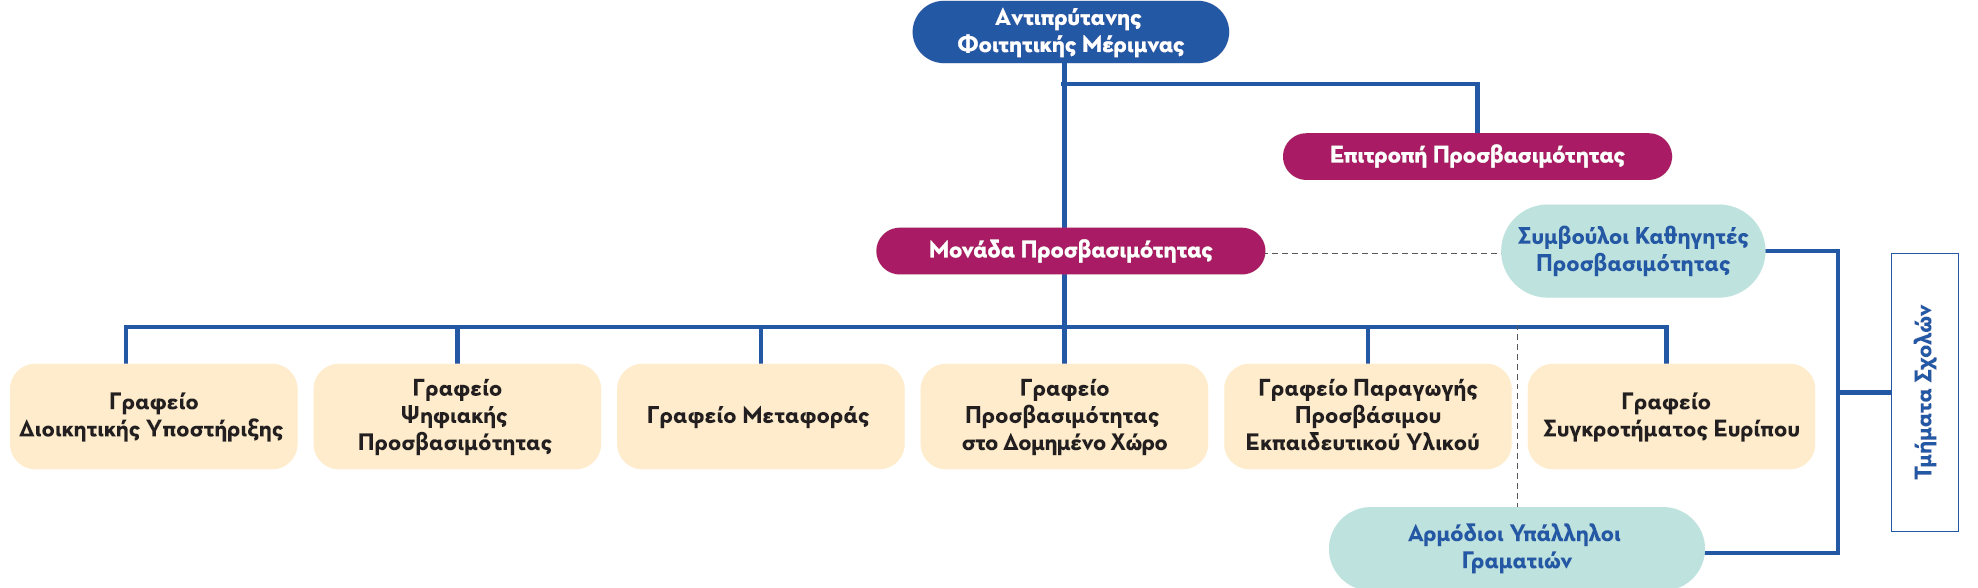 Αντιπρύτανης
Φοιτητικής Μέριμνας
Επιτροπή Προσβασιμότητας
Μονάδα Προσβασιμότητας
Συμβούλοι Καθηγητές
Προσβασιμότητας
Τμήματα Σχολών
Γραφείο
Διοικητικής Υποστήριξης
Γραφείο
Ψηφιακής
Προσβασιμότητας
Γραφείο Μεταφοράς
Γραφείο
Προσβασιμότητας
στο Δομημένο Χώρο
Γραφείο Παραγωγής
Προσβάσιμου
Εκπαιδευτικού Υλικού
Γραφείο
Συγκροτήματος Ευρίπου
Αρμόδιοι Υπάλληλοι
Γραματιών